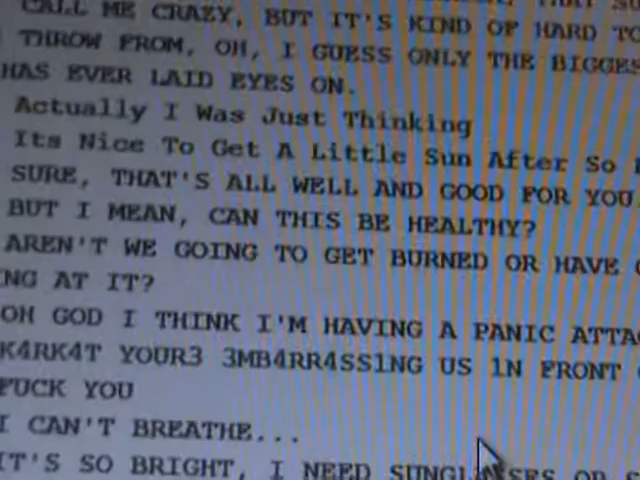 CALL ME CRAZY, BUT IT'S KIND OF HARD TO
THROW FROM, OH, I GUESS ONLY THE BIGGES
HAS EVER LAID EYES ON.
Actually I Was Just Thinking
Its Nice To Get A Little Sun After So
SURE, THAT'S ALL WELL AND GOOD FOR YOU
BUT I MEAN, CAN THIS BE HEALTHY?
AREN'T WE GOING TO GET BURNED OR HAVE
NG AT IT?
OH GOD I THINK I'M HAVING A PANIC ATTA
K4RK4T YOUR3 3MB4RR4SS1NG US 1N FRONT
FUCK YOU
I CAN'T BREATHE...
IT'S SO BRIGHT, I NEED SUNGLASSES OR